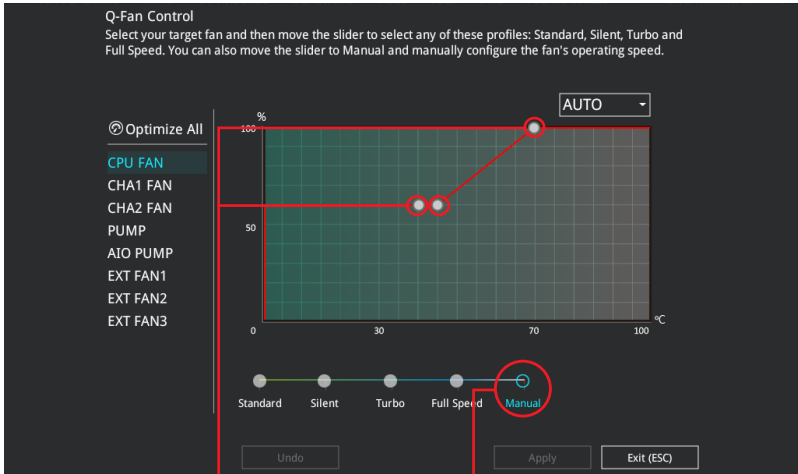 Q-Fan Control
Select your target fan and then move the slider to select any of these profiles: Standard, Silent, Turbo and
Full Speed. You can also move the slider to Manual and manually configure the fan's operating speed.
AUTO
%
Optimize All
100
CPU FAN
CHA1 FAN
CHA2 FAN
50
PUMP
AIO PUMP
EXT FAN1
EXT FAN2
EXT FAN3
ºC
0 30 70 100
Standard Silent Turbo Full Speed Manual
Undo Apply Exit (ESC)